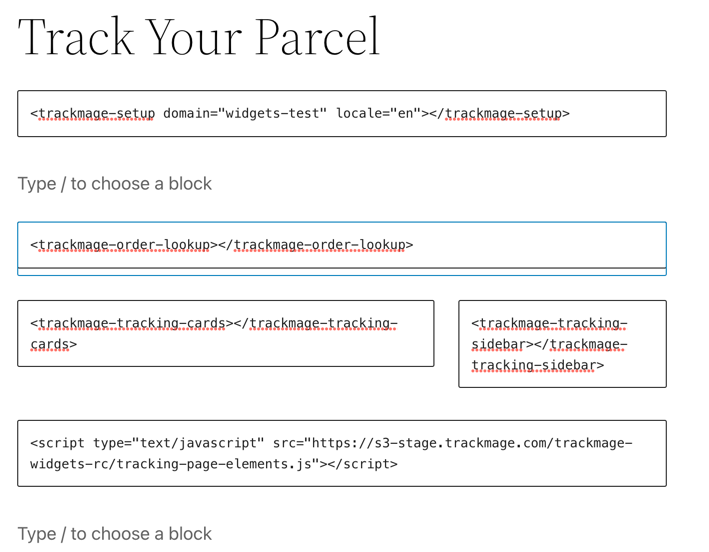 Track Your Parcel
<trackmage-setup domain="widgets-test" locale="en"></trackmage-setup>
Type / to choose a block
<trackmage-order-lookup></trackmage-order-lookup>
<trackmage-tracking-cards></trackmage-tracking-
cards>
<trackmage-tracking-
sidebar></trackmage-
tracking-sidebar>
<script type="text/javascript" src="https://s3-stage.trackmage.com/trackmage-
widgets-rc/tracking-page-elements.js"></script>
Type / to choose a block